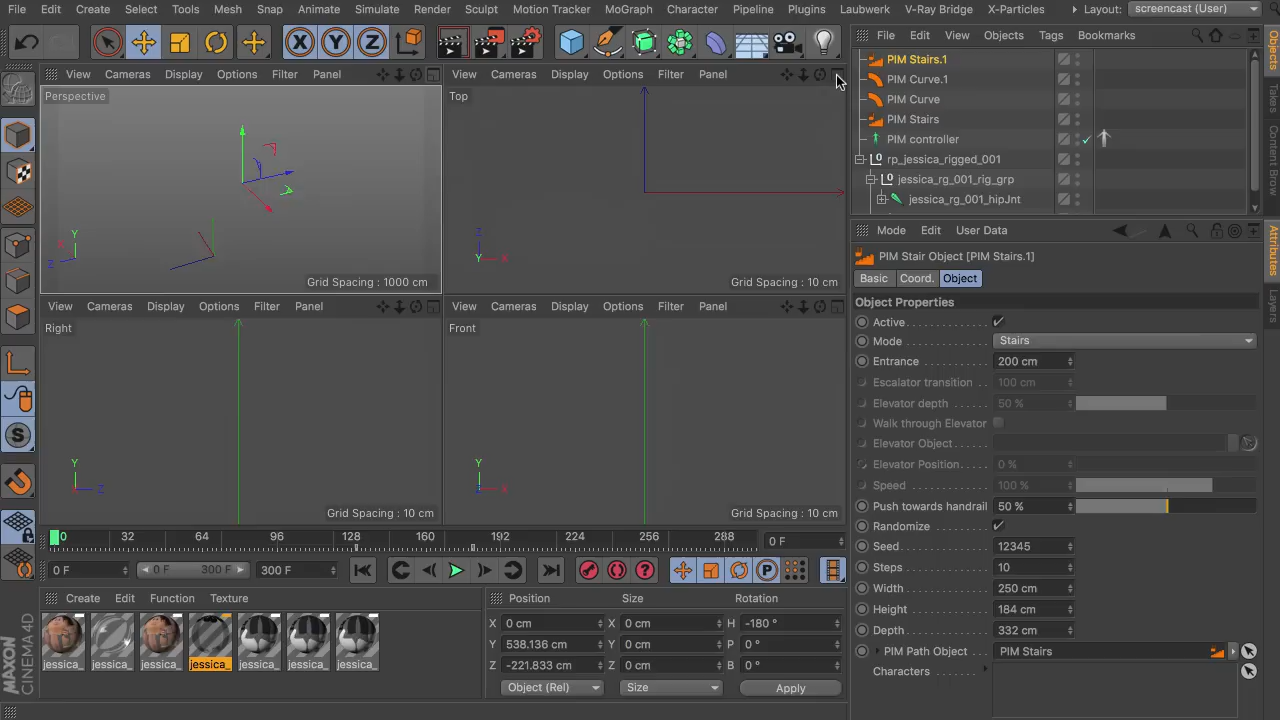 File Edit Create Select Tools Mesh Snap Animate Simulate Render Sculpt Motion Tracker MoGraph Character Pipeline Plugins Laubwerk V-Ray Bridge X-Particles Layout: screencast (User)
File Edit View Objects Tags Bookmarks
View Cameras Display Options Filter Panel
View Cameras Display Options Filter Panel
Perspective
Top
Grid Spacing : 1000 cm
Grid Spacing : 10 cm
View Cameras Display Options Filter Panel
View Cameras Display Options Filter Panel
Right
Front
Grid Spacing : 10 cm
Grid Spacing : 10 cm
PIM Stairs.1
PIM Curve.1
PIM Curve
PIM Stairs
PIM controller
rp_jessica_rigged_001
jessica_rg_001_rig_grp
jessica_rg_001_hipJnt
Mode Edit User Data
PIM Stair Object [PIM Stairs.1]
Basic Coord. Object
Object Properties
Active
Mode Stairs
Entrance 200 cm
Escalator transition 100 cm
Elevator depth 50 %
Walk through Elevator
Elevator Object
Elevator Position 0 %
Speed 100 %
Push towards handrail 50 %
Randomize
Seed 12345
Steps 10
Width 250 cm
Height 184 cm
Depth 332 cm
PIM Path Object PIM Stairs
Characters
Objects
Takes
Content Browser
Attributes
Layers
0 32 64 96 128 160 192 224 256 288 0 F
0 F 0 F 300 F 300 F
Create Edit Function Texture
jessica_ jessica_ jessica_ jessica_ jessica_ jessica_ jessica_
Position Size Rotation
X 0 cm X 0 cm H -180 °
Y 538.136 cm Y 0 cm P 0 °
Z -221.833 cm Z 0 cm B 0 °
Object (Rel) Size Apply
MAXON
CINEMA 4D